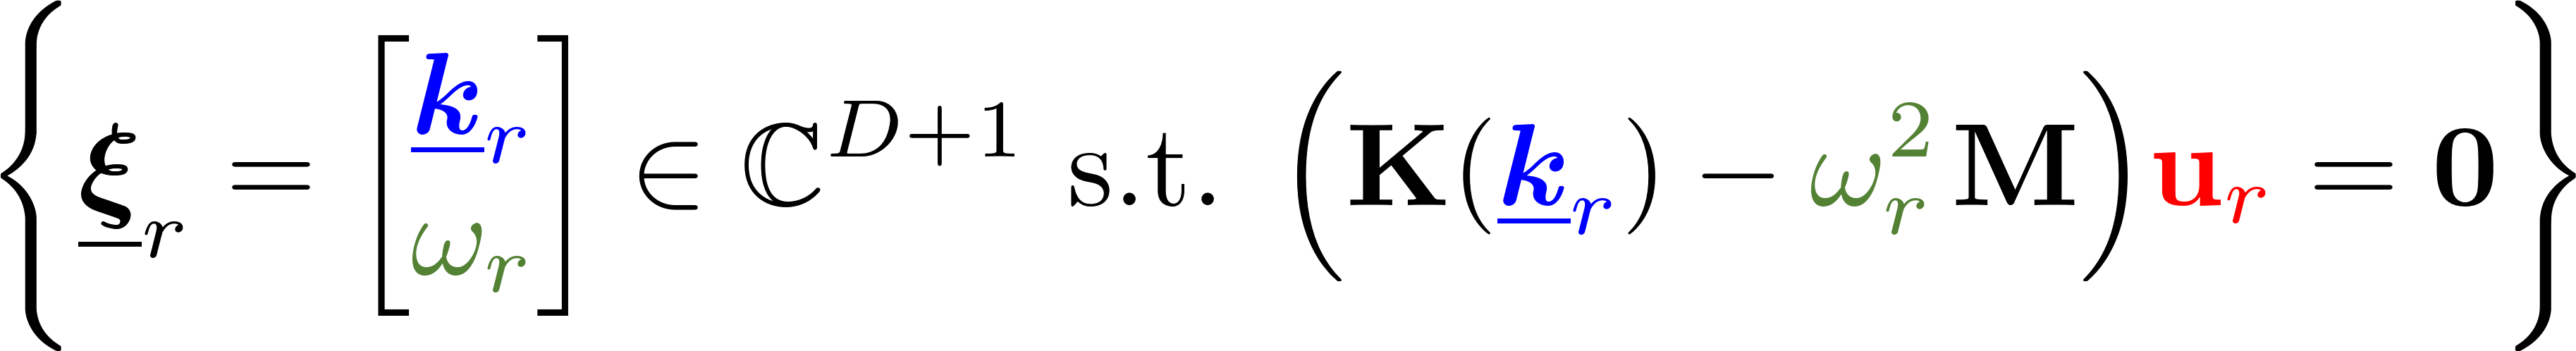 { ξ_r = [ k_r ω_r ] ∈ ℂ^{D+1} s.t. ( K(k_r) − ω_r^2 M ) u_r = 0 }